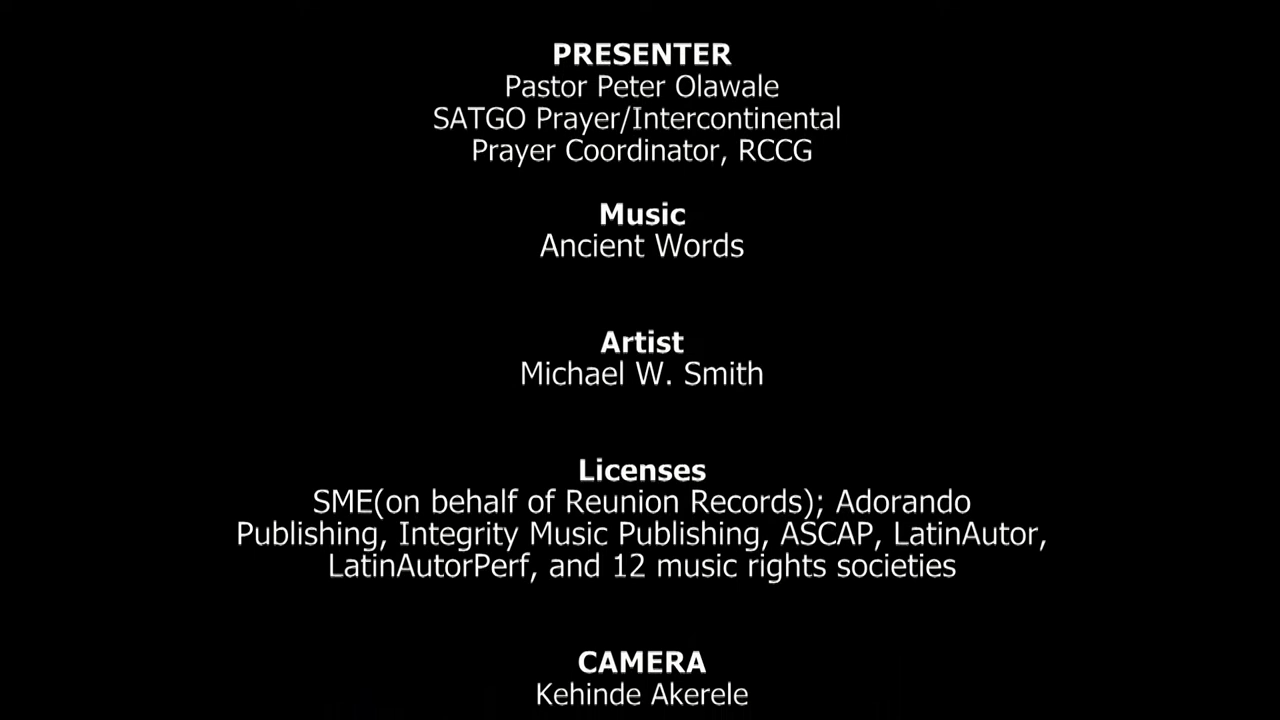 PRESENTER
Pastor Peter Olawale
SATGO Prayer/Intercontinental
Prayer Coordinator, RCCG
Music
Ancient Words
Artist
Michael W. Smith
Licenses
SME(on behalf of Reunion Records); Adorando
Publishing, Integrity Music Publishing, ASCAP, LatinAutor,
LatinAutorPerf, and 12 music rights societies
CAMERA
Kehinde Akerele